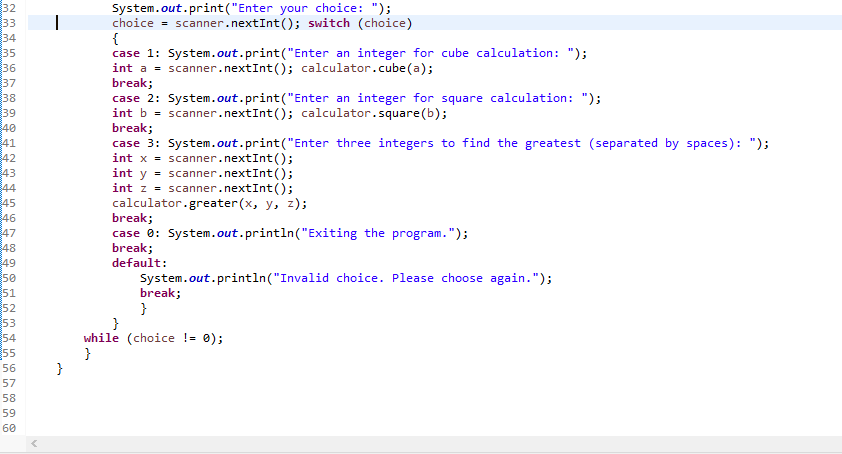 32 System.out.print("Enter your choice: ");
33 choice = scanner.nextInt(); switch (choice)
34 {
35 case 1: System.out.print("Enter an integer for cube calculation: ");
36 int a = scanner.nextInt(); calculator.cube(a);
37 break;
38 case 2: System.out.print("Enter an integer for square calculation: ");
39 int b = scanner.nextInt(); calculator.square(b);
40 break;
41 case 3: System.out.print("Enter three integers to find the greatest (separated by spaces): ");
42 int x = scanner.nextInt();
43 int y = scanner.nextInt();
44 int z = scanner.nextInt();
45 calculator.greater(x, y, z);
46 break;
47 case 0: System.out.println("Exiting the program.");
48 break;
49 default:
50 System.out.println("Invalid choice. Please choose again.");
51 break;
52 }
53 }
54 while (choice != 0);
55 }
56 }
57
58
59
60